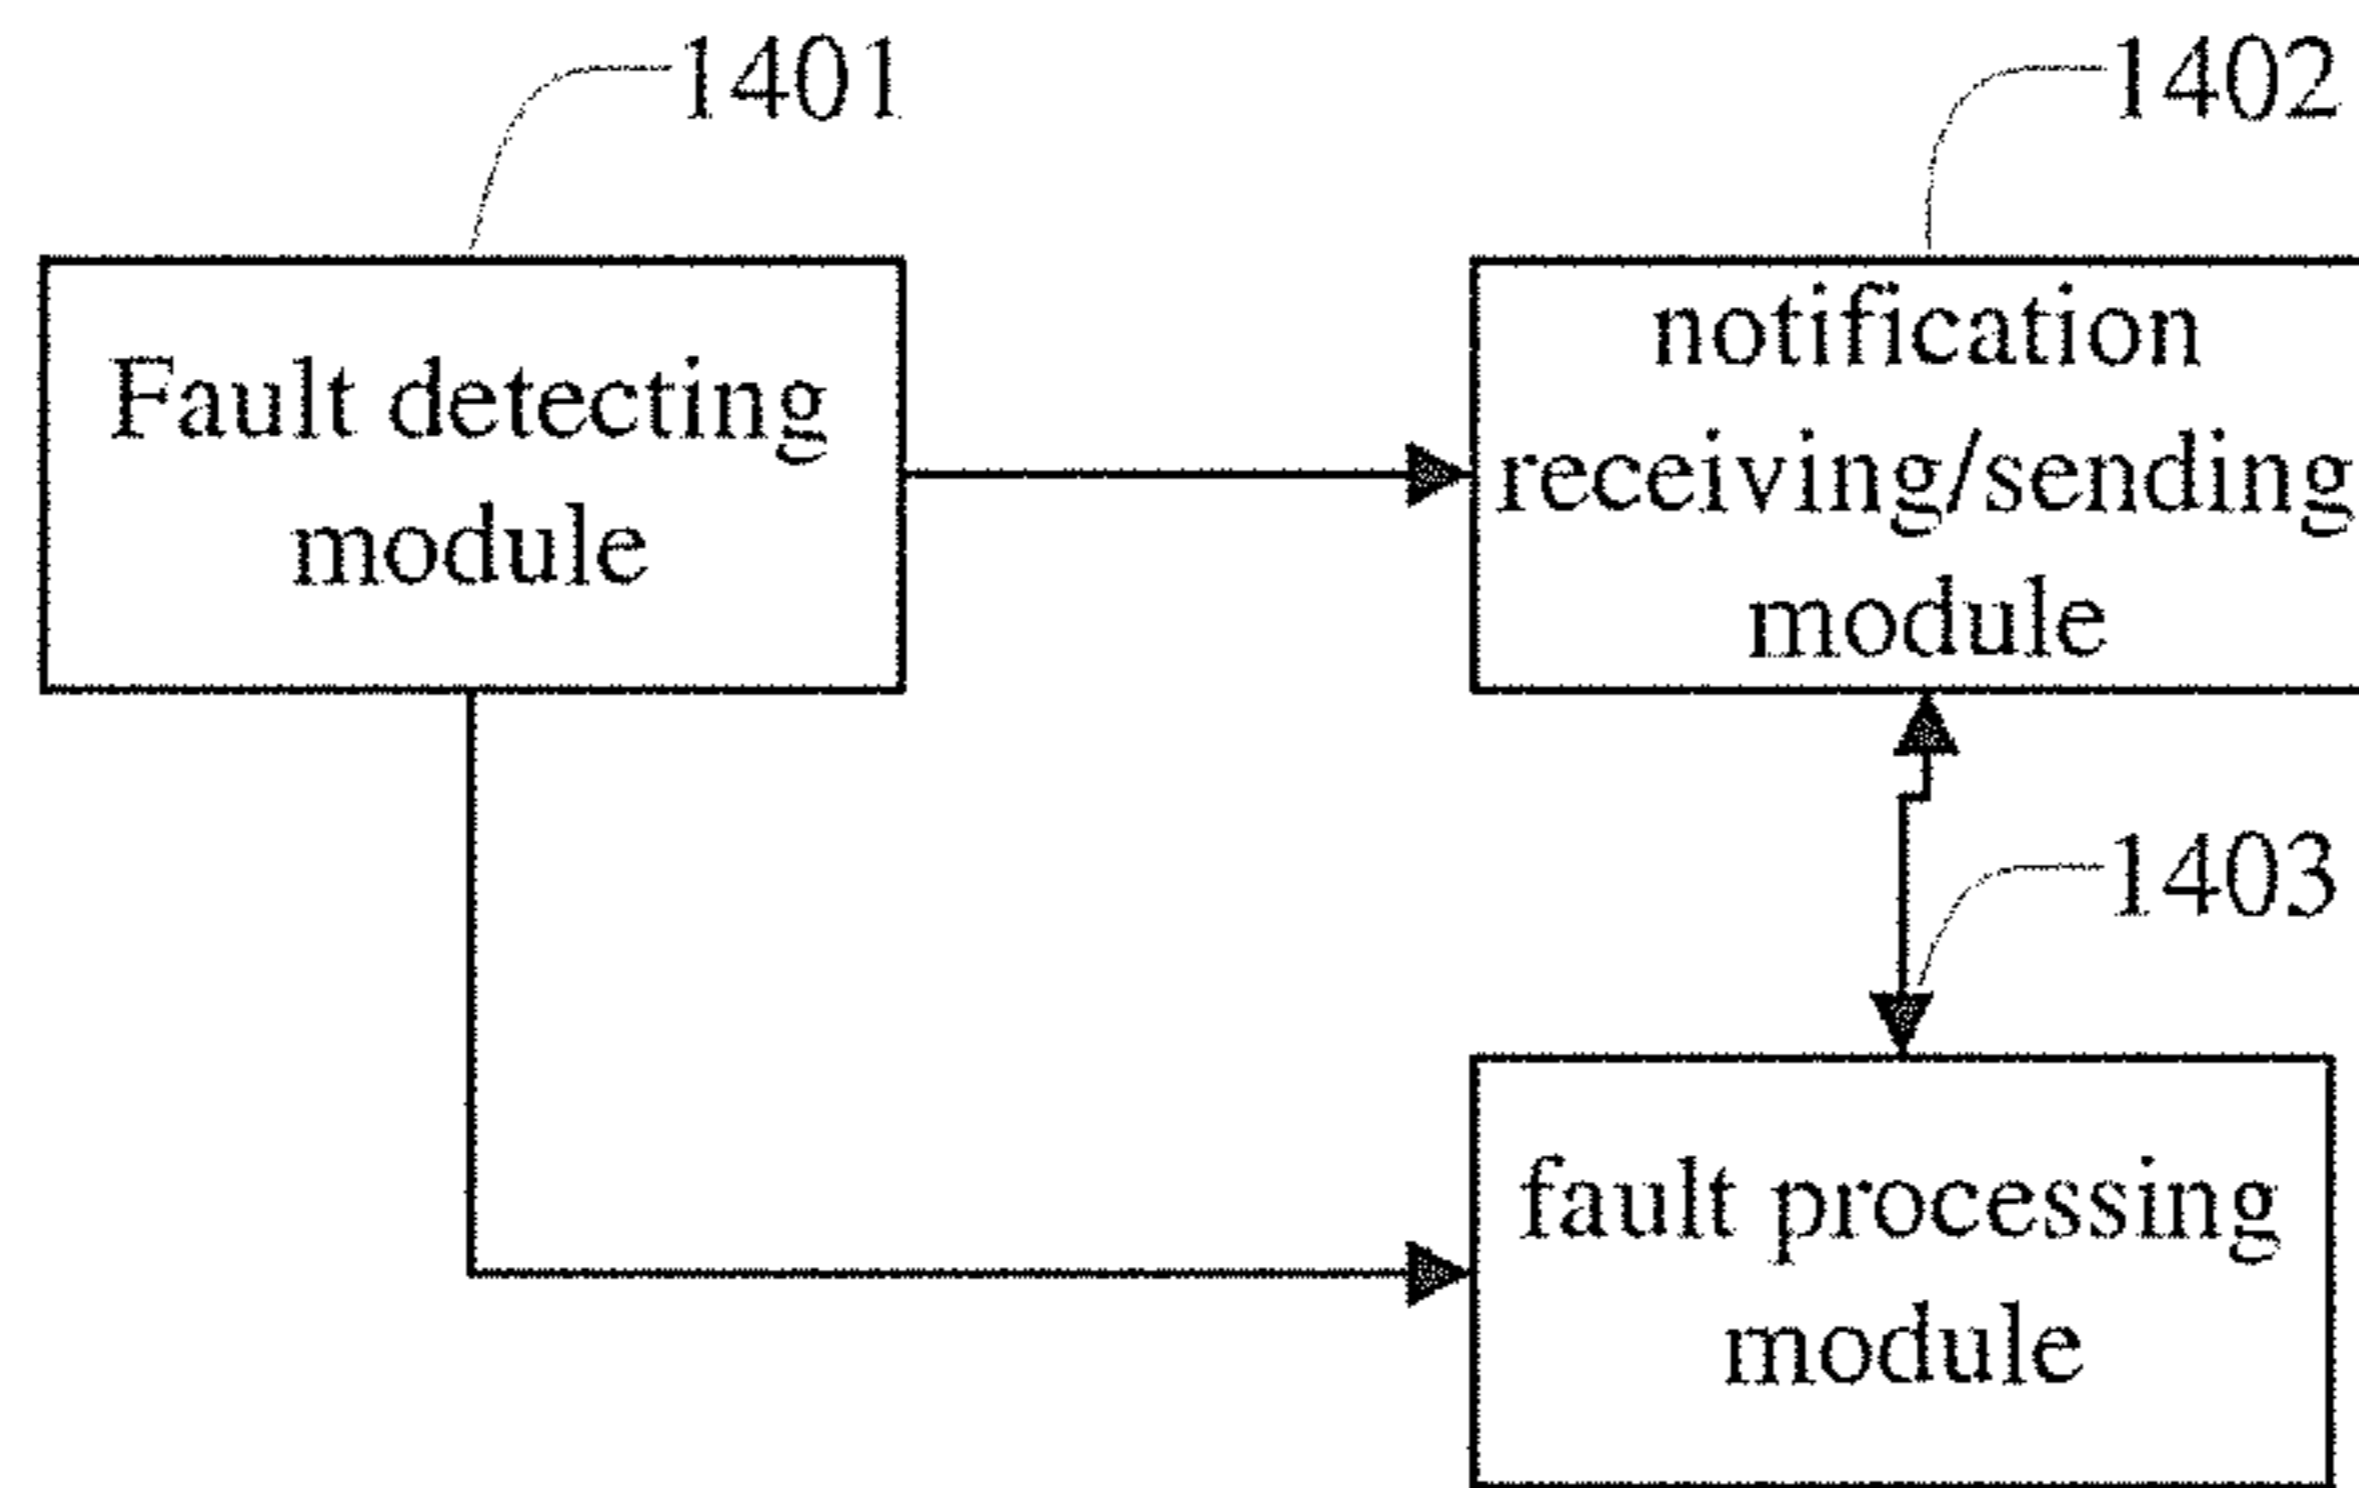 1401
1402
Fault detecting
module
notification
receiving/sending
module
1403
fault processing
module